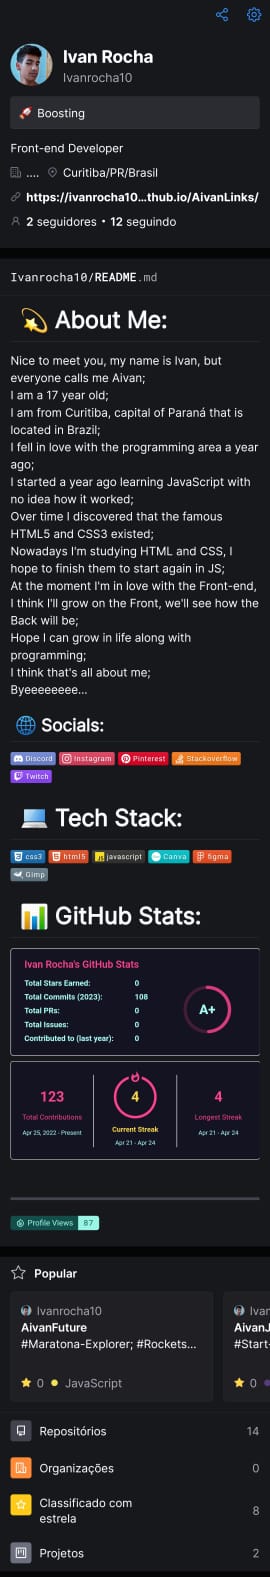 Ivan Rocha
Ivanrocha10
🚀 Boosting
Front-end Developer
.... Curitiba/PR/Brasil
https://ivanrocha10...thub.io/AivanLinks/
2 seguidores • 12 seguindo
Ivanrocha10/README.md
💫 About Me:
Nice to meet you, my name is Ivan, but
everyone calls me Aivan;
I am a 17 year old;
I am from Curitiba, capital of Paraná that is
located in Brazil;
I fell in love with the programming area a year
ago;
I started a year ago learning JavaScript with
no idea how it worked;
Over time I discovered that the famous
HTML5 and CSS3 existed;
Nowadays I'm studying HTML and CSS, I
hope to finish them to start again in JS;
At the moment I'm in love with the Front-end,
I think I'll grow on the Front, we'll see how the
Back will be;
Hope I can grow in life along with
programming;
I think that's all about me;
Byeeeeeeee...
🌐 Socials:
Discord Instagram Pinterest Stackoverflow
Twitch
💻 Tech Stack:
css3 html5 javascript Canva figma
Gimp
📊 GitHub Stats:
Ivan Rocha's GitHub Stats
Total Stars Earned: 0
Total Commits (2023): 108
Total PRs: 0
Total Issues: 0
Contributed to (last year): 0
A+
123 4 4
Total Contributions Current Streak Longest Streak
Apr 25, 2022 - Present Apr 21 - Apr 24 Apr 21 - Apr 24
Profile Views 87
Popular
Ivanrocha10 Ivanro
AivanFuture AivanJ
#Maratona-Explorer; #Rockets... #Start-
0 JavaScript 0
Repositórios 14
Organizações 0
Classificado com
estrela 8
Projetos 2